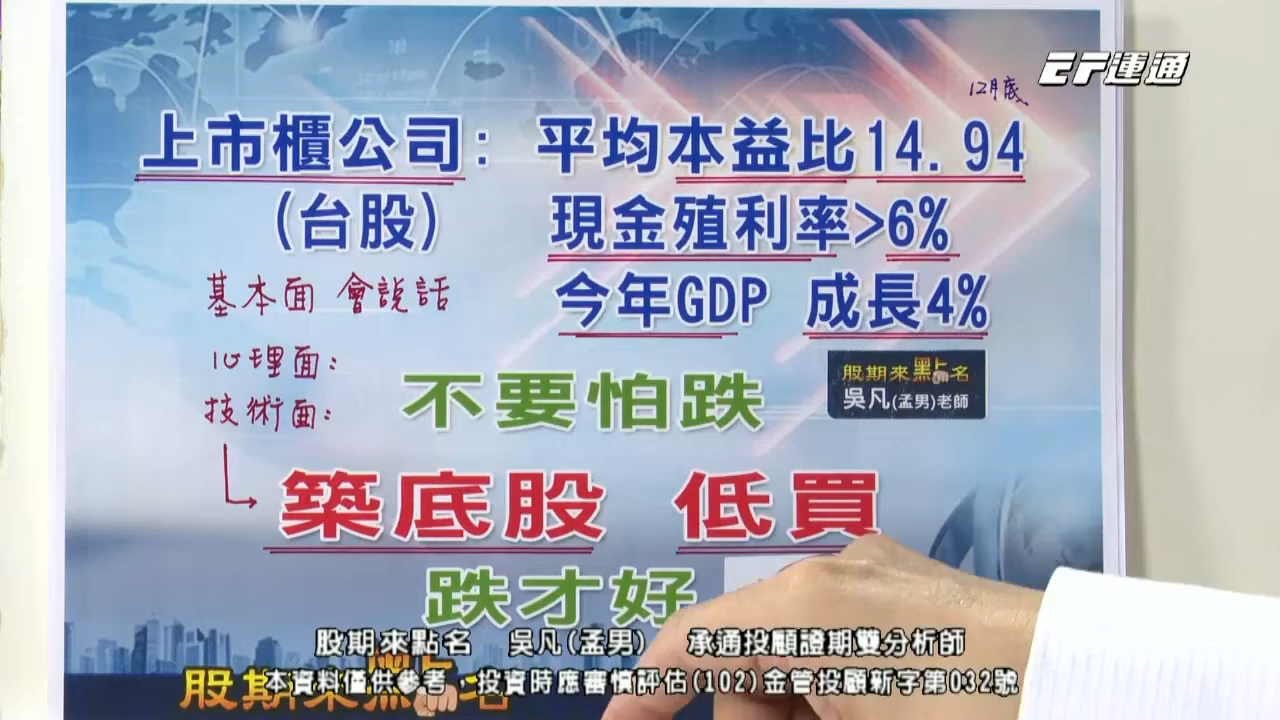 EF運通
12月底
上市櫃公司: 平均本益比14.94
(台股) 現金殖利率>6%
基本面 會說話 今年GDP 成長4%
心理面:
技術面: 不要怕跌
股期來點名
吳凡(孟男)老師
築底股 低買
跌才好
股期來點名 吳凡(孟男) 承通投顧證期雙分析師
股期來點名
本資料僅供參考,投資時應審慎評估(102)金管投顧新字第032號